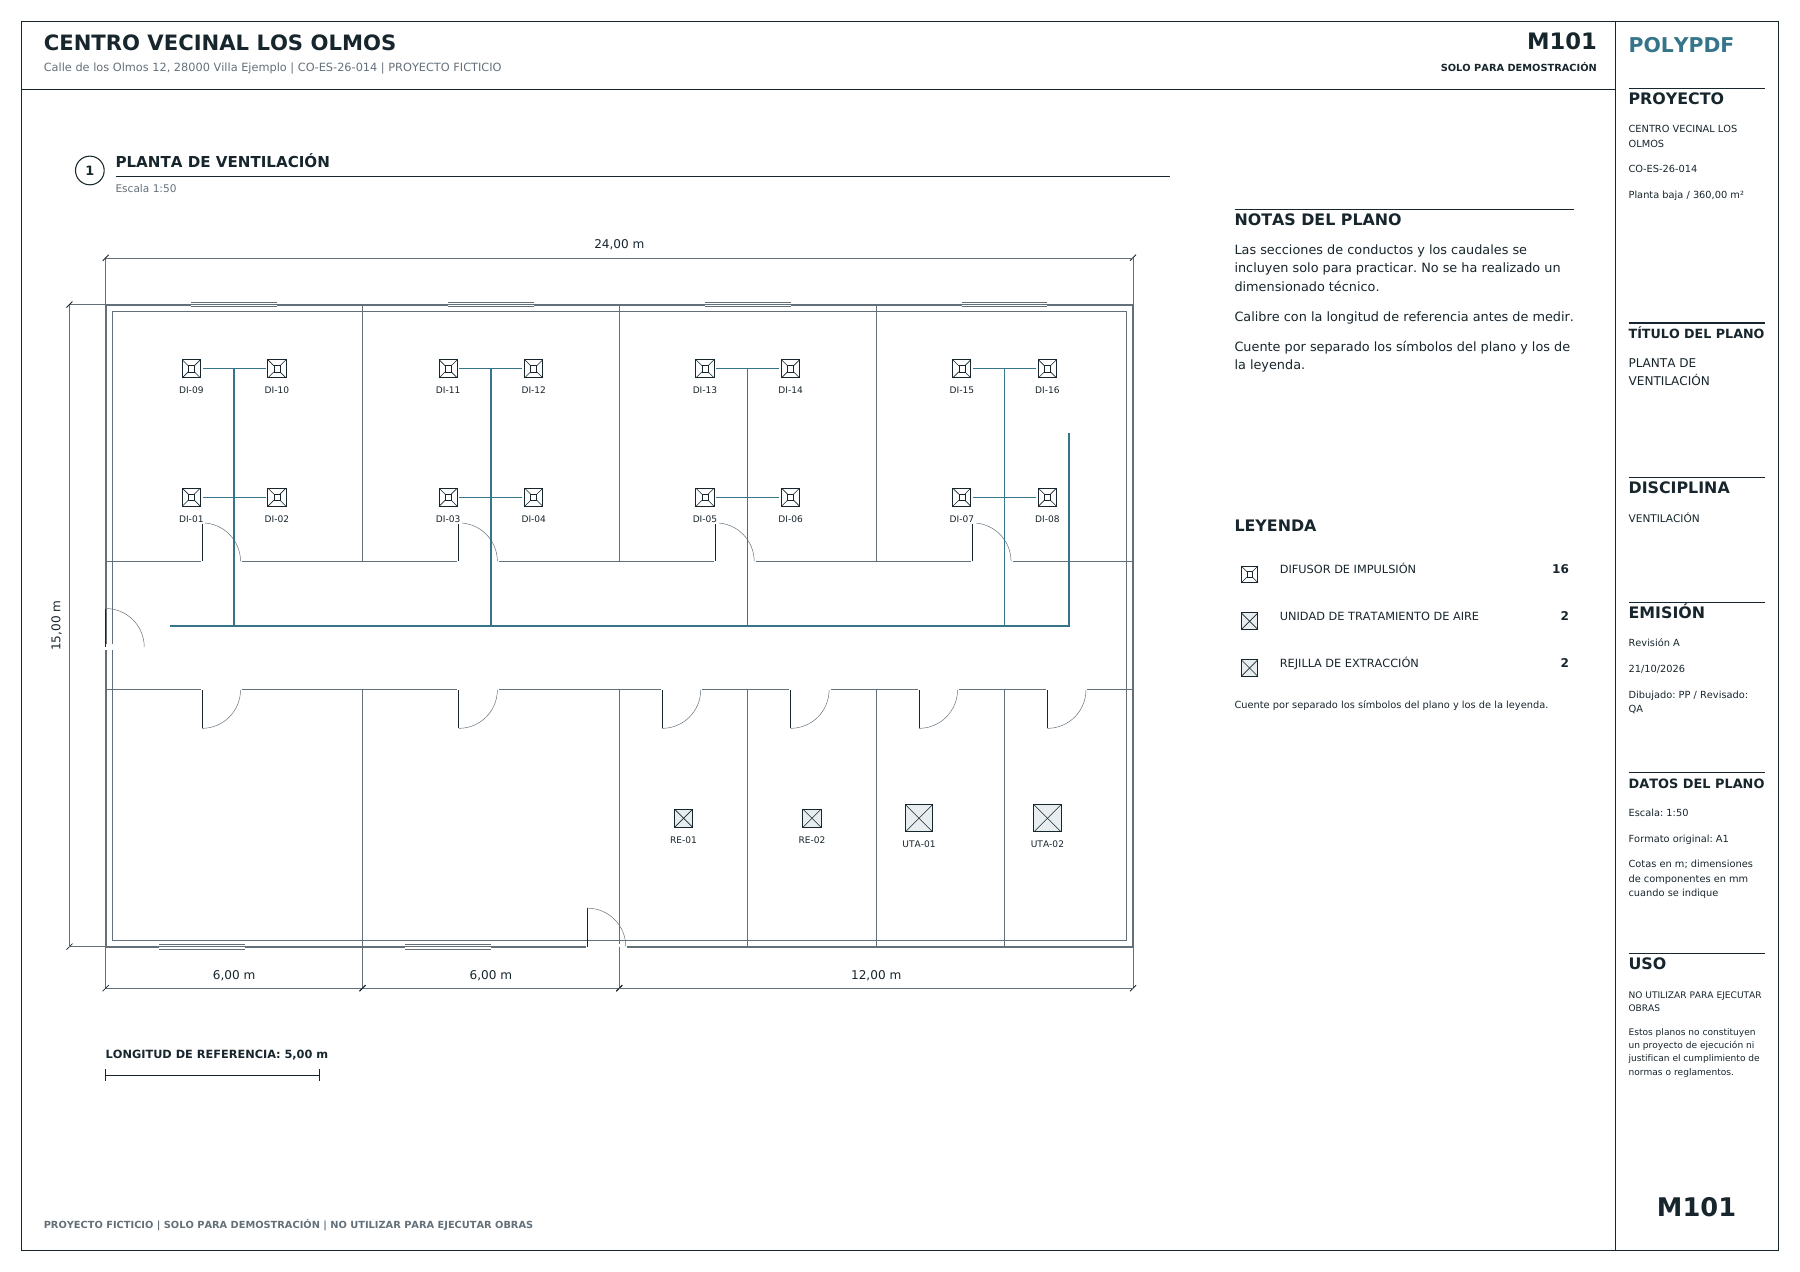 CENTRO VECINAL LOS OLMOS
Calle de los Olmos 12, 28000 Villa Ejemplo | CO-ES-26-014 | PROYECTO FICTICIO
M101
SOLO PARA DEMOSTRACIÓN
1
PLANTA DE VENTILACIÓN
Escala 1:50
24,00 m
15,00 m
DI-09
DI-10
DI-11
DI-12
DI-13
DI-14
DI-15
DI-16
DI-01
DI-02
DI-03
DI-04
DI-05
DI-06
DI-07
DI-08
RE-01
RE-02
UTA-01
UTA-02
6,00 m
6,00 m
12,00 m
LONGITUD DE REFERENCIA: 5,00 m
NOTAS DEL PLANO
Las secciones de conductos y los caudales se
incluyen solo para practicar. No se ha realizado un
dimensionado técnico.
Calibre con la longitud de referencia antes de medir.
Cuente por separado los símbolos del plano y los de
la leyenda.
LEYENDA
DIFUSOR DE IMPULSIÓN 16
UNIDAD DE TRATAMIENTO DE AIRE 2
REJILLA DE EXTRACCIÓN 2
Cuente por separado los símbolos del plano y los de la leyenda.
POLYPDF
PROYECTO
CENTRO VECINAL LOS
OLMOS
CO-ES-26-014
Planta baja / 360,00 m²
TÍTULO DEL PLANO
PLANTA DE
VENTILACIÓN
DISCIPLINA
VENTILACIÓN
EMISIÓN
Revisión A
21/10/2026
Dibujado: PP / Revisado:
QA
DATOS DEL PLANO
Escala: 1:50
Formato original: A1
Cotas en m; dimensiones
de componentes en mm
cuando se indique
USO
NO UTILIZAR PARA EJECUTAR
OBRAS
Estos planos no constituyen
un proyecto de ejecución ni
justifican el cumplimiento de
normas o reglamentos.
M101
PROYECTO FICTICIO | SOLO PARA DEMOSTRACIÓN | NO UTILIZAR PARA EJECUTAR OBRAS